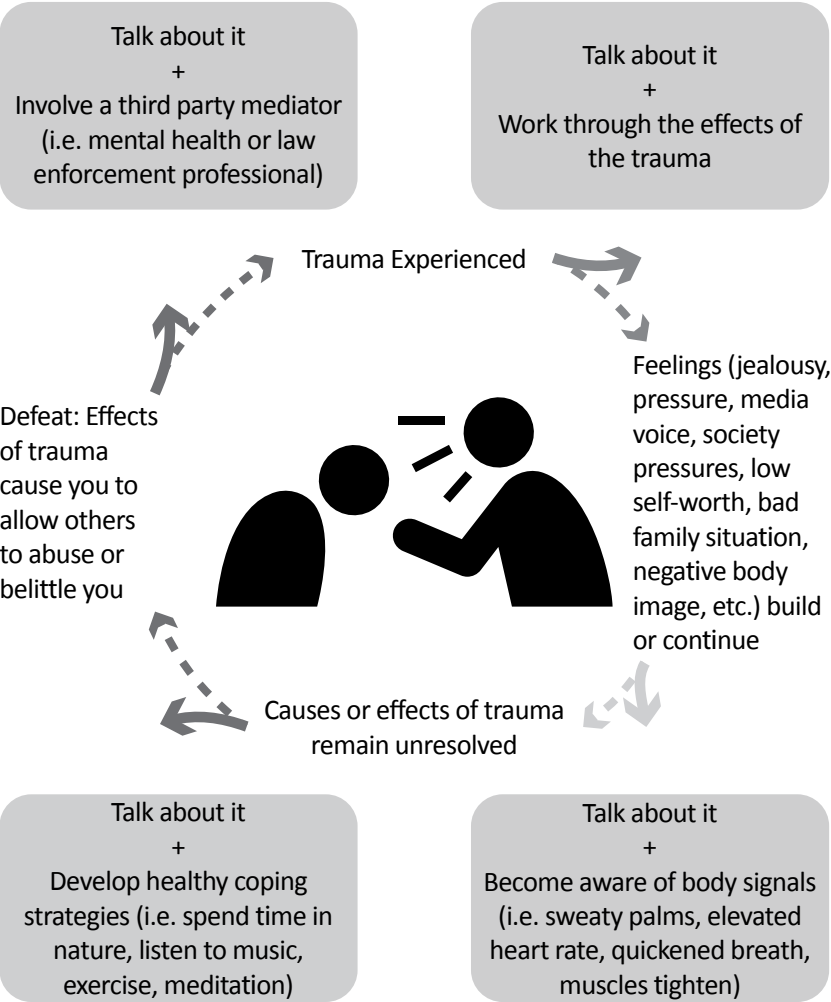 Talk about it
+
Involve a third party mediator
(i.e. mental health or law
enforcement professional)
Talk about it
+
Work through the effects of
the trauma
Trauma Experienced
Feelings (jealousy,
pressure, media
voice, society
pressures, low
self-worth, bad
family situation,
negative body
image, etc.) build
or continue
Defeat: Effects
of trauma
cause you to
allow others
to abuse or
belittle you
Causes or effects of trauma
remain unresolved
Talk about it
+
Develop healthy coping
strategies (i.e. spend time in
nature, listen to music,
exercise, meditation)
Talk about it
+
Become aware of body signals
(i.e. sweaty palms, elevated
heart rate, quickened breath,
muscles tighten)